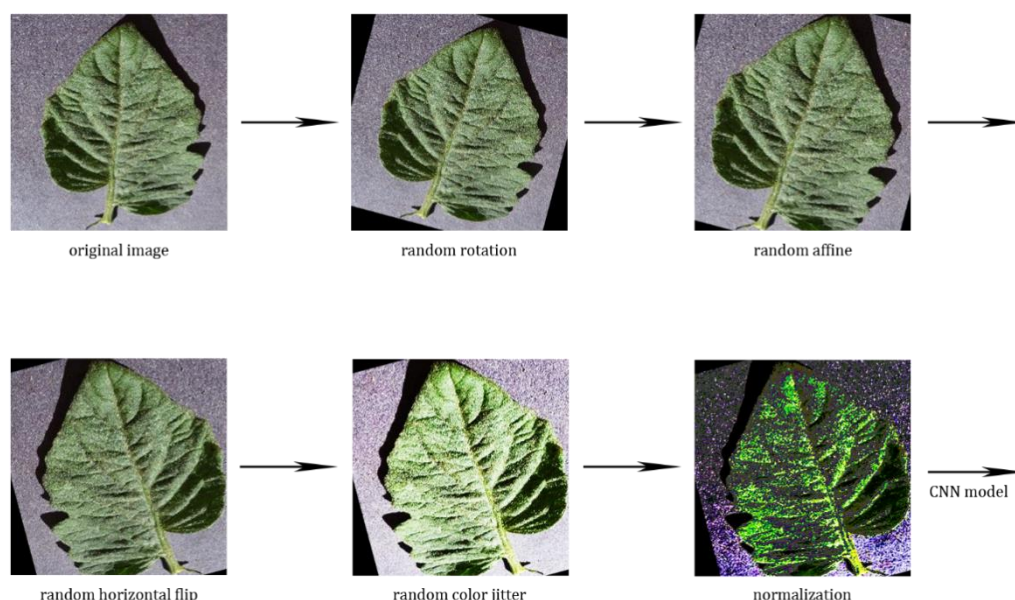 original image
random rotation
random affine
random horizontal flip
random color jitter
normalization
CNN model